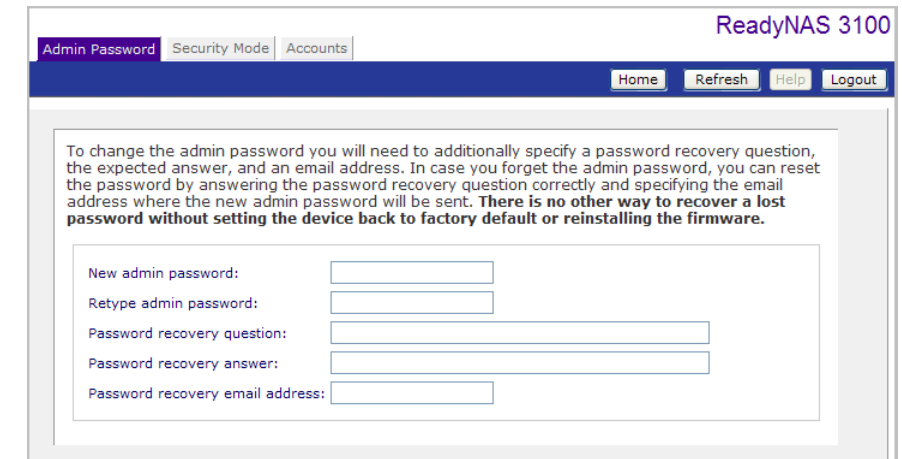 ReadyNAS 3100
Admin Password Security Mode Accounts
Home Refresh Help Logout
To change the admin password you will need to additionally specify a password recovery question,
the expected answer, and an email address. In case you forget the admin password, you can reset
the password by answering the password recovery question correctly and specifying the email
address where the new admin password will be sent. There is no other way to recover a lost
password without setting the device back to factory default or reinstalling the firmware.
New admin password:
Retype admin password:
Password recovery question:
Password recovery answer:
Password recovery email address: